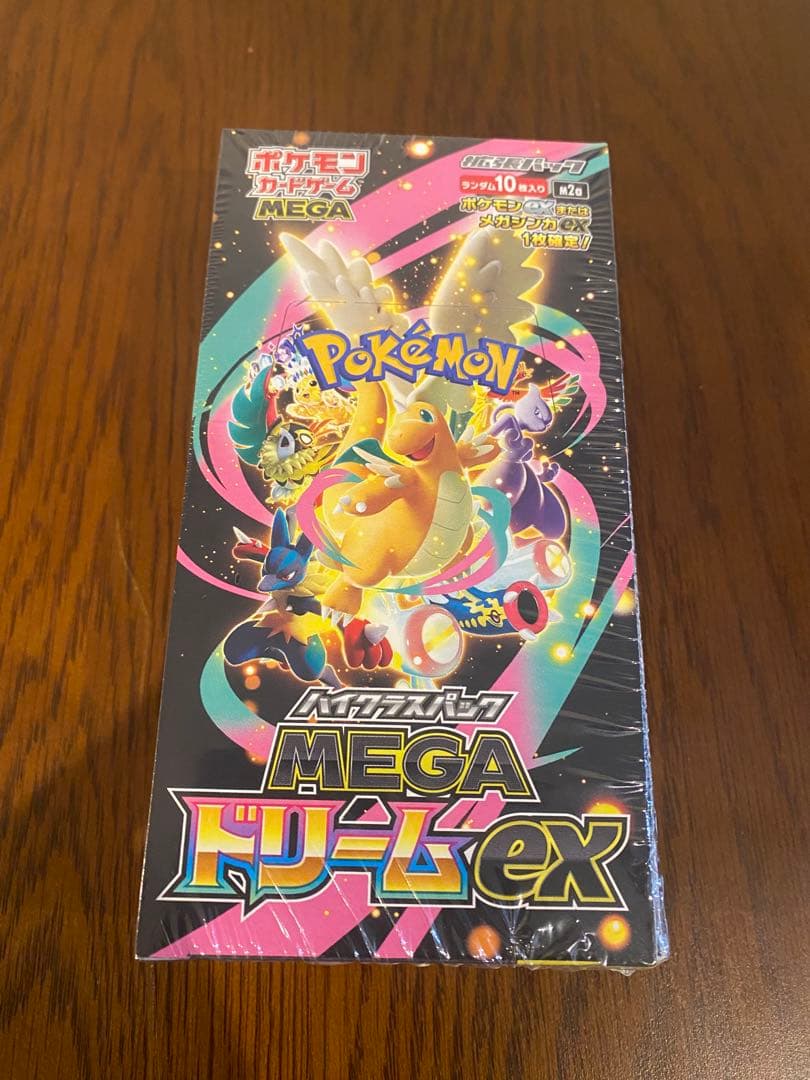 ポケモン
カードゲーム
MEGA
拡張パック
ランダム10枚入り
M2a
ポケモンexまたは
メガシンカex
1枚確定!
POKéMON
TM
ハイクラスパック
MEGA
ドリームex